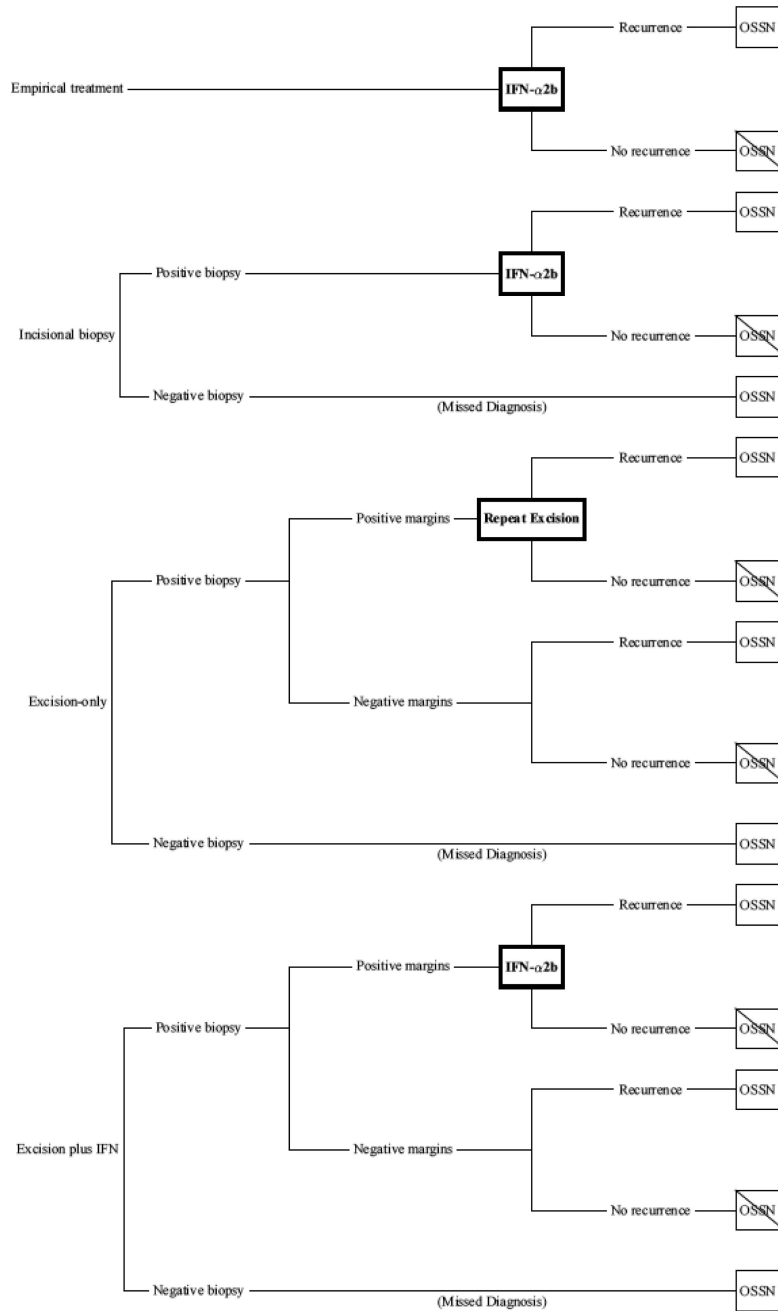 Recurrence OSSN
Empirical treatment IFN-α2b
No recurrence OSSN
Recurrence OSSN
Positive biopsy IFN-α2b
Incisional biopsy
No recurrence OSSN
Negative biopsy OSSN
(Missed Diagnosis)
Recurrence OSSN
Positive margins Repeat Excision
Positive biopsy No recurrence OSSN
Recurrence OSSN
Excision-only Negative margins
No recurrence OSSN
Negative biopsy OSSN
(Missed Diagnosis)
Recurrence OSSN
Positive margins IFN-α2b
Positive biopsy No recurrence OSSN
Recurrence OSSN
Excision plus IFN Negative margins
No recurrence OSSN
Negative biopsy OSSN
(Missed Diagnosis)